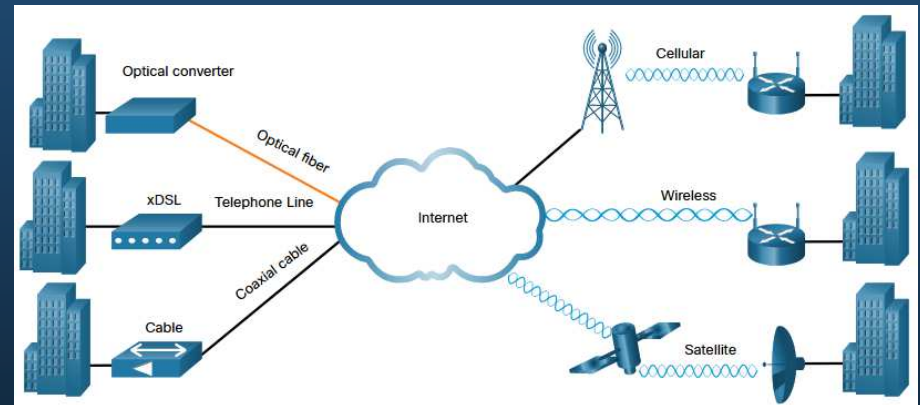 Optical converter
Optical fiber
xDSL
Telephone Line
Coaxial cable
Cable
Internet
Cellular
Wireless
Satellite